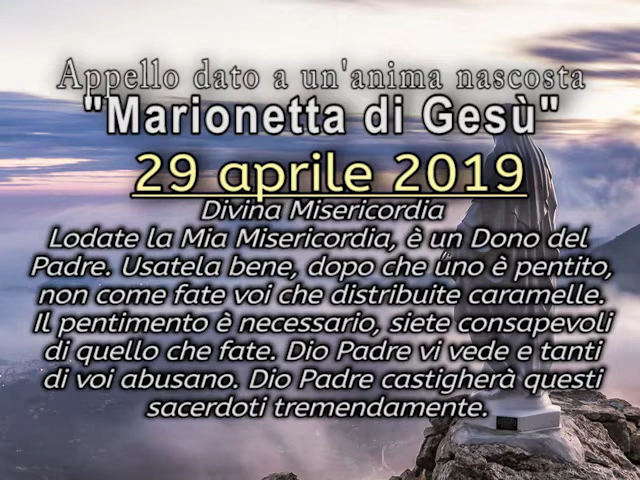 Appello dato a un'anima nascosta
"Marionetta di Gesù"
29 aprile 2019
Divina Misericordia
Lodate la Mia Misericordia, è un Dono del
Padre. Usatela bene, dopo che uno è pentito,
non come fate voi che distribuite caramelle.
Il pentimento è necessario, siete consapevoli
di quello che fate. Dio Padre vi vede e tanti
di voi abusano. Dio Padre castigherà questi
sacerdoti tremendamente.